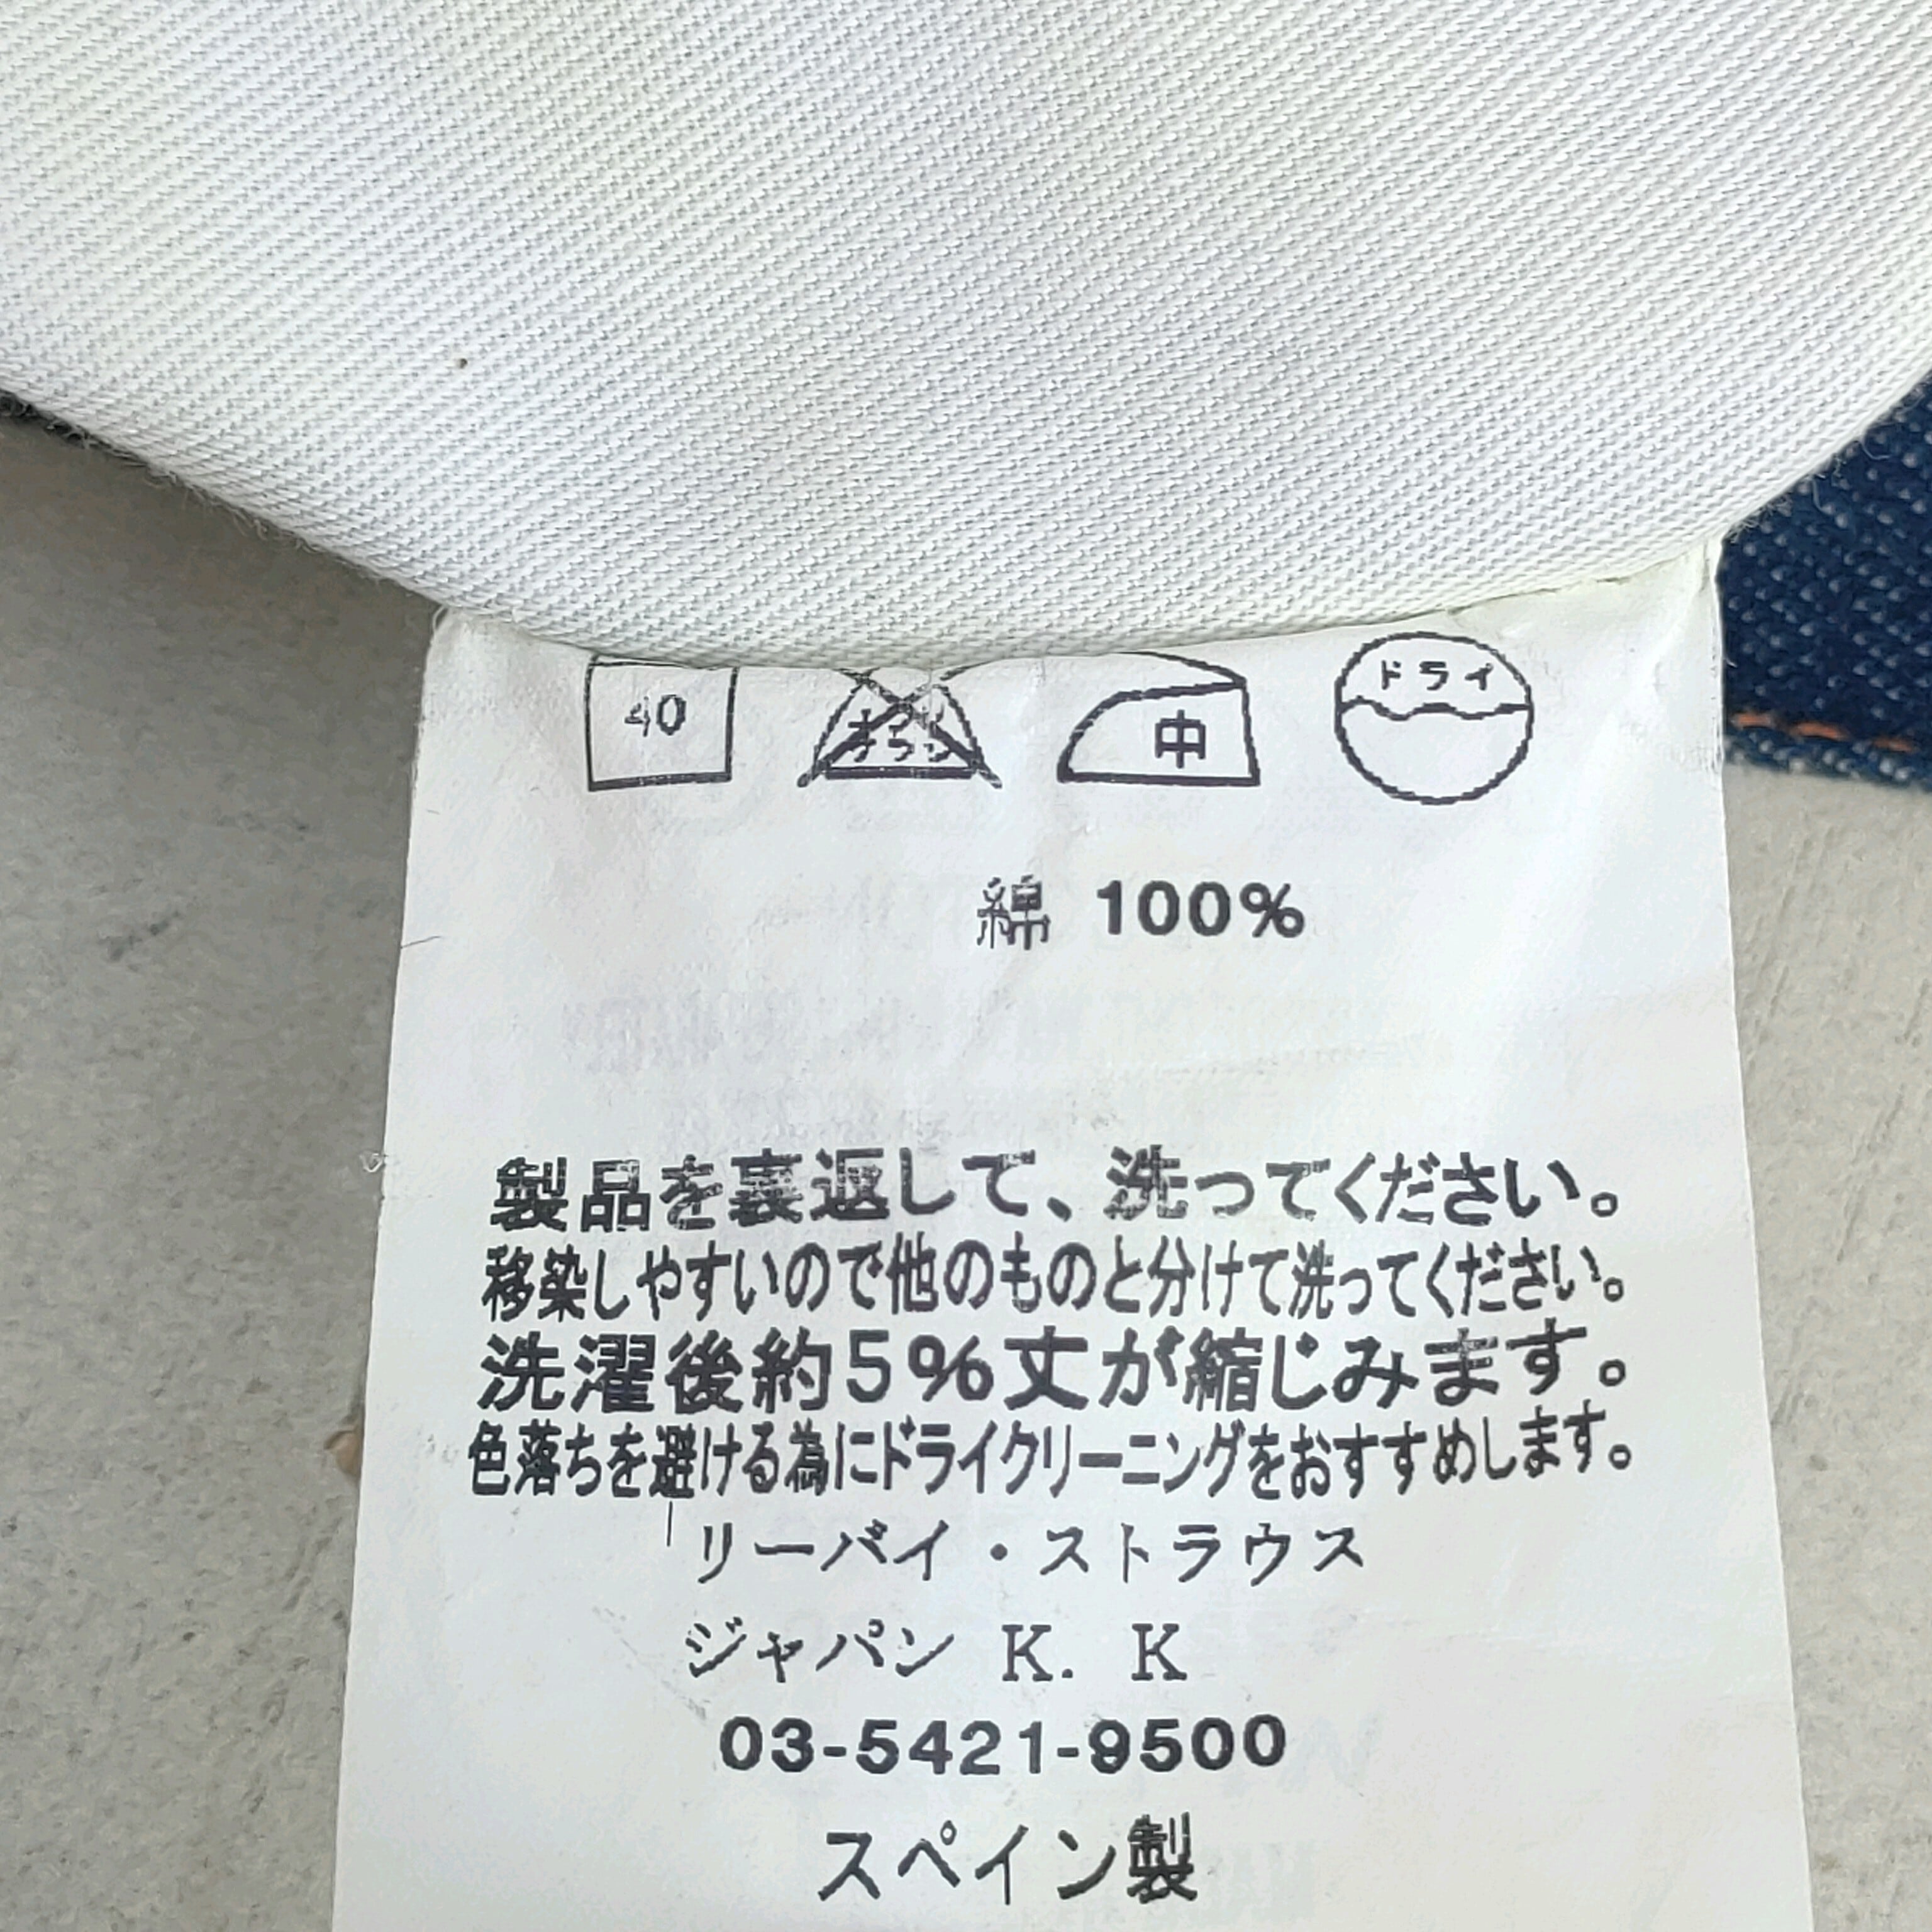 40 中 ドライ
綿 100%
製品を裏返して、洗ってください。
移染しやすいので他のものと分けて洗ってください。
洗濯後約5%丈が縮じみます。
色落ちを避ける為にドライクリーニングをおすすめします。
リーバイ・ストラウス
ジャパン K. K
03-5421-9500
スペイン製